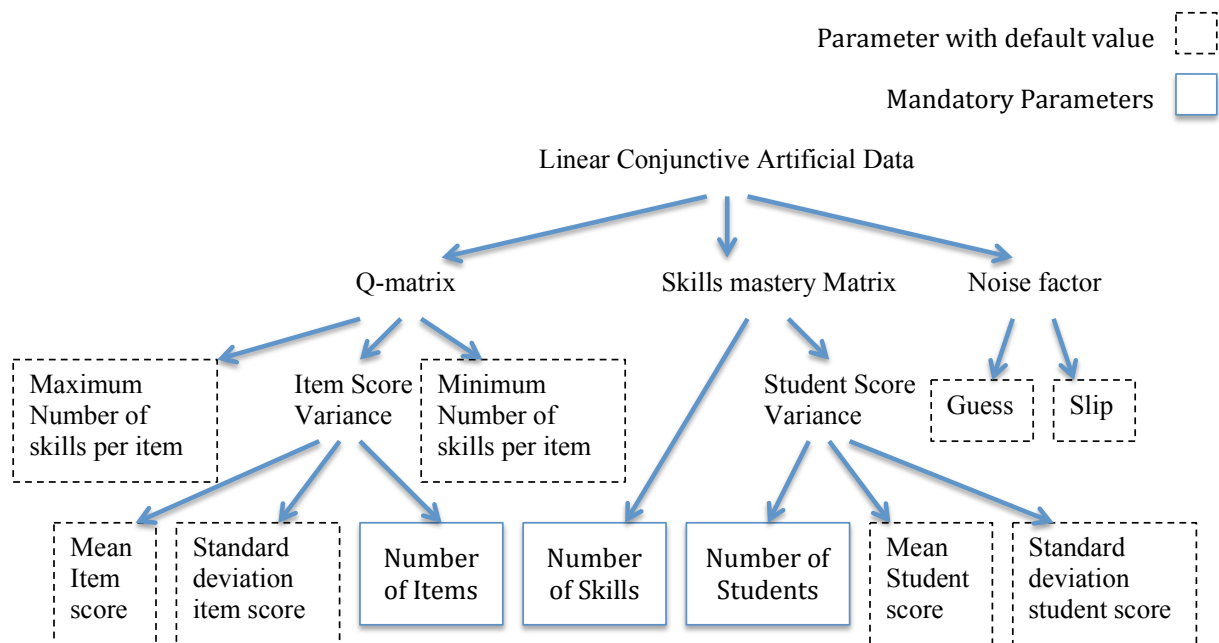 Parameter with default value
Mandatory Parameters
Linear Conjunctive Artificial Data
Q-matrix
Skills mastery Matrix
Noise factor
Maximum
Number of
skills per item
Item Score
Variance
Minimum
Number of
skills per item
Student Score
Variance
Guess
Slip
Mean
Item
score
Standard
deviation
item score
Number
of Items
Number
of Skills
Number of
Students
Mean
Student
score
Standard
deviation
student score